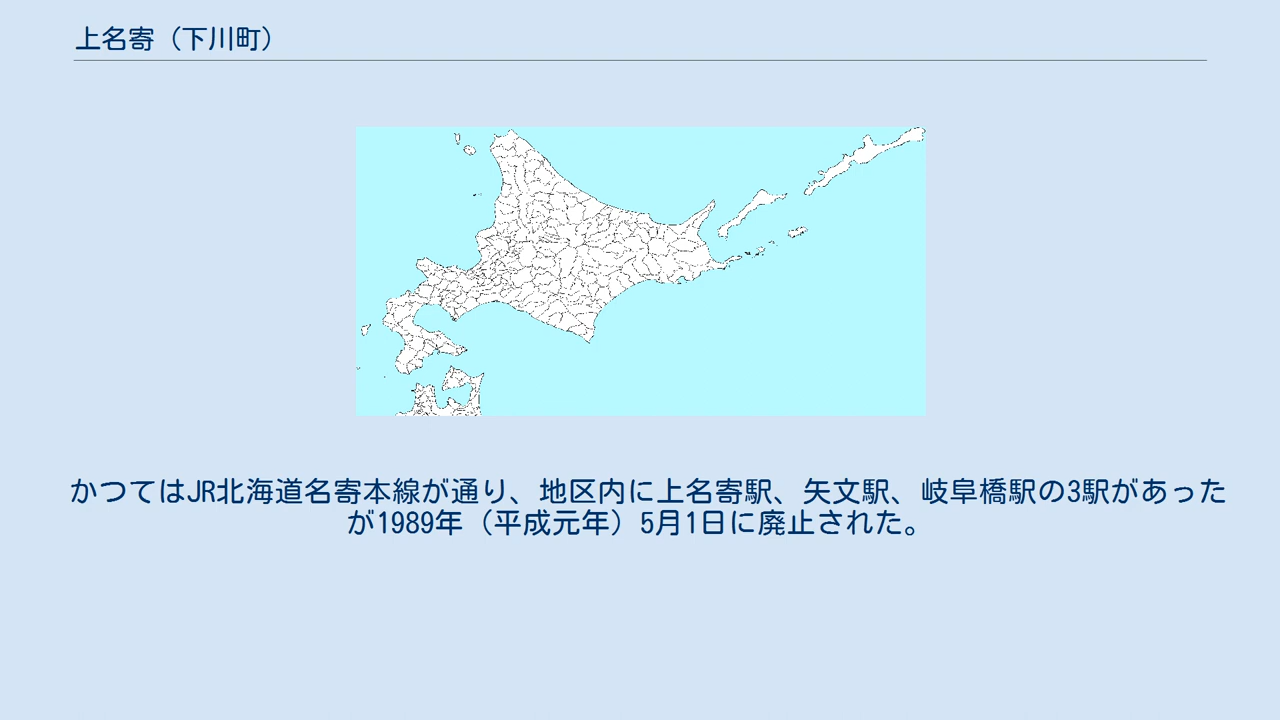 上名寄（下川町）
かつてはJR北海道名寄本線が通り、地区内に上名寄駅、矢文駅、岐阜橋駅の3駅があった
が1989年（平成元年）5月1日に廃止された。